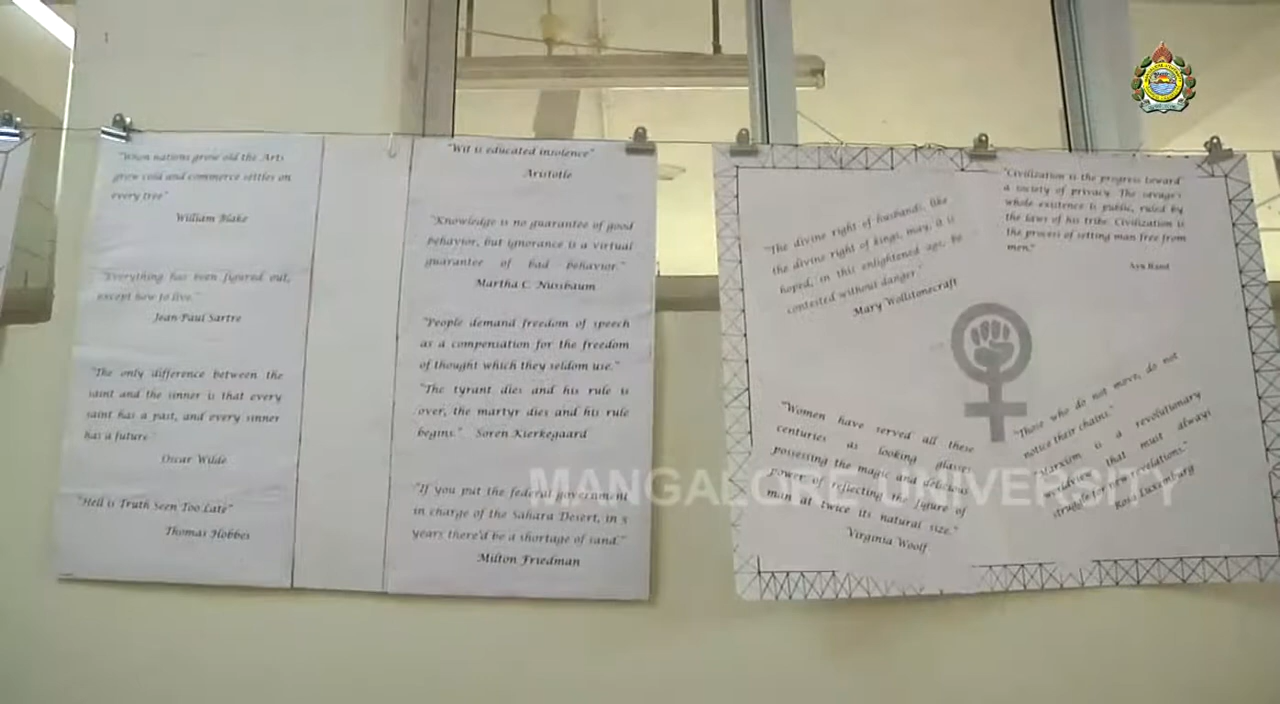 "When nations grow old the Arts
grow cold and commerce settles on
every tree"
William Blake
"Everything has been figured out,
except how to live."
Jean-Paul Sartre
"The only difference between the
saint and the sinner is that every
saint has a past, and every sinner
has a future"
Oscar Wilde
"Hell is Truth Seen Too Late"
Thomas Hobbes
"Wit is educated insolence"
Aristotle
"Knowledge is no guarantee of good
behavior, but ignorance is a virtual
guarantee of bad behavior."
Martha C. Nussbaum
"People demand freedom of speech
as a compensation for the freedom
of thought which they seldom use."
"The tyrant dies and his rule is
over, the martyr dies and his rule
begins." Soren Kierkegaard
"If you put the federal government
in charge of the Sahara Desert, in 5
years there'd be a shortage of sand."
Milton Friedman
"The divine right of husbands, like
the divine right of kings, may, it is
hoped, in this enlightened age, be
contested without danger."
Mary Wollstonecraft
"Civilization is the progress toward
a society of privacy. The savage's
whole existence is public, ruled by
the laws of his tribe. Civilization is
the process of setting man free from
men."
Ayn Rand
"Women have served all these
centuries as looking glasses
possessing the magic and delicious
power of reflecting the figure of
man at twice its natural size."
Virginia Woolf
"Those who do not move, do not
notice their chains."
"Marxism is a revolutionary
worldview that must always
struggle for new revelations."
Rosa Luxemburg
MANGALORE UNIVERSITY